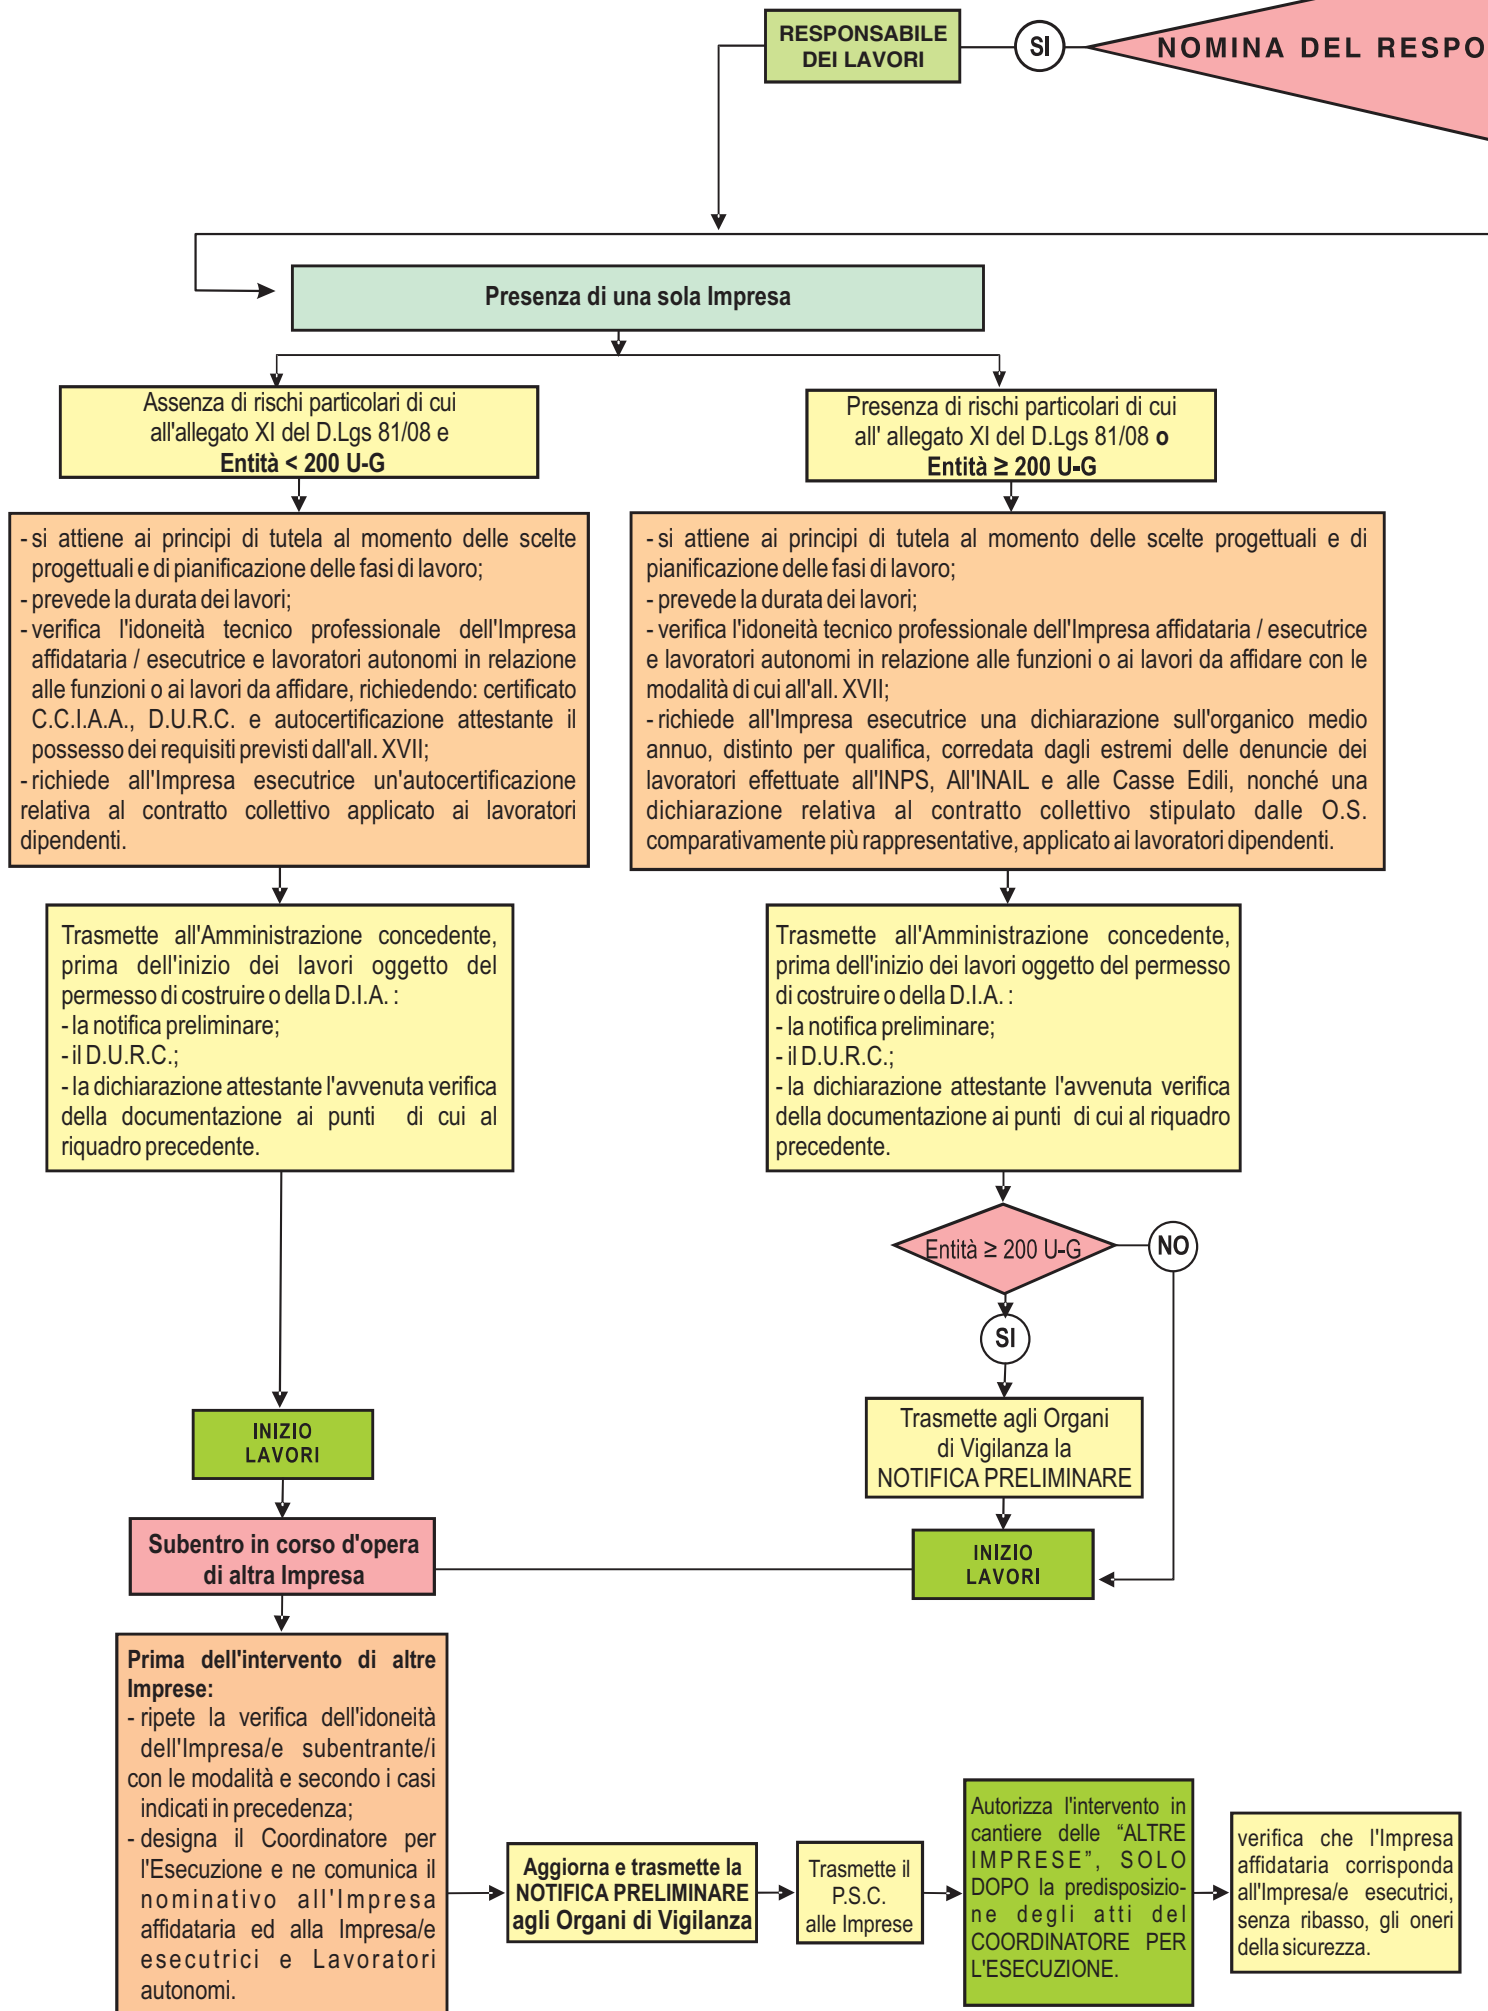 RESPONSABILE
DEI LAVORI
SI
NOMINA DEL RESPO
Presenza di una sola Impresa
Assenza di rischi particolari di cui
all'allegato XI del D.Lgs 81/08 e
Entità < 200 U-G
Presenza di rischi particolari di cui
all' allegato XI del D.Lgs 81/08 o
Entità ≥ 200 U-G
- si attiene ai principi di tutela al momento delle scelte
progettuali e di pianificazione delle fasi di lavoro;
- prevede la durata dei lavori;
- verifica l'idoneità tecnico professionale dell'Impresa
affidataria / esecutrice e lavoratori autonomi in relazione
alle funzioni o ai lavori da affidare, richiedendo: certificato
C.C.I.A.A., D.U.R.C. e autocertificazione attestante il
possesso dei requisiti previsti dall'all. XVII;
- richiede all'Impresa esecutrice un'autocertificazione
relativa al contratto collettivo applicato ai lavoratori
dipendenti.
- si attiene ai principi di tutela al momento delle scelte progettuali e di
pianificazione delle fasi di lavoro;
- prevede la durata dei lavori;
- verifica l'idoneità tecnico professionale dell'Impresa affidataria / esecutrice
e lavoratori autonomi in relazione alle funzioni o ai lavori da affidare con le
modalità di cui all'all. XVII;
- richiede all'Impresa esecutrice una dichiarazione sull'organico medio
annuo, distinto per qualifica, corredata dagli estremi delle denuncie dei
lavoratori effettuate all'INPS, All'INAIL e alle Casse Edili, nonché una
dichiarazione relativa al contratto collettivo stipulato dalle O.S.
comparativamente più rappresentative, applicato ai lavoratori dipendenti.
Trasmette all'Amministrazione concedente,
prima dell'inizio dei lavori oggetto del
permesso di costruire o della D.I.A. :
- la notifica preliminare;
- il D.U.R.C.;
- la dichiarazione attestante l'avvenuta verifica
della documentazione ai punti di cui al
riquadro precedente.
Trasmette all'Amministrazione concedente,
prima dell'inizio dei lavori oggetto del permesso
di costruire o della D.I.A. :
- la notifica preliminare;
- il D.U.R.C.;
- la dichiarazione attestante l'avvenuta verifica
della documentazione ai punti di cui al riquadro
precedente.
Entità ≥ 200 U-G
NO
SI
Trasmette agli Organi
di Vigilanza la
NOTIFICA PRELIMINARE
INIZIO
LAVORI
INIZIO
LAVORI
Subentro in corso d'opera
di altra Impresa
Prima dell'intervento di altre
Imprese:
- ripete la verifica dell'idoneità
dell'Impresa/e subentrante/i
con le modalità e secondo i casi
indicati in precedenza;
- designa il Coordinatore per
l'Esecuzione e ne comunica il
nominativo all'Impresa
affidataria ed alla Impresa/e
esecutrici e Lavoratori
autonomi.
Aggiorna e trasmette la
NOTIFICA PRELIMINARE
agli Organi di Vigilanza
Trasmette il
P.S.C.
alle Imprese
Autorizza l'intervento in
cantiere delle “ALTRE
IMPRESE”, SOLO
DOPO la predisposizio-
ne degli atti del
COORDINATORE PER
L'ESECUZIONE.
verifica che l'Impresa
affidataria corrisponda
all'Impresa/e esecutrici,
senza ribasso, gli oneri
della sicurezza.